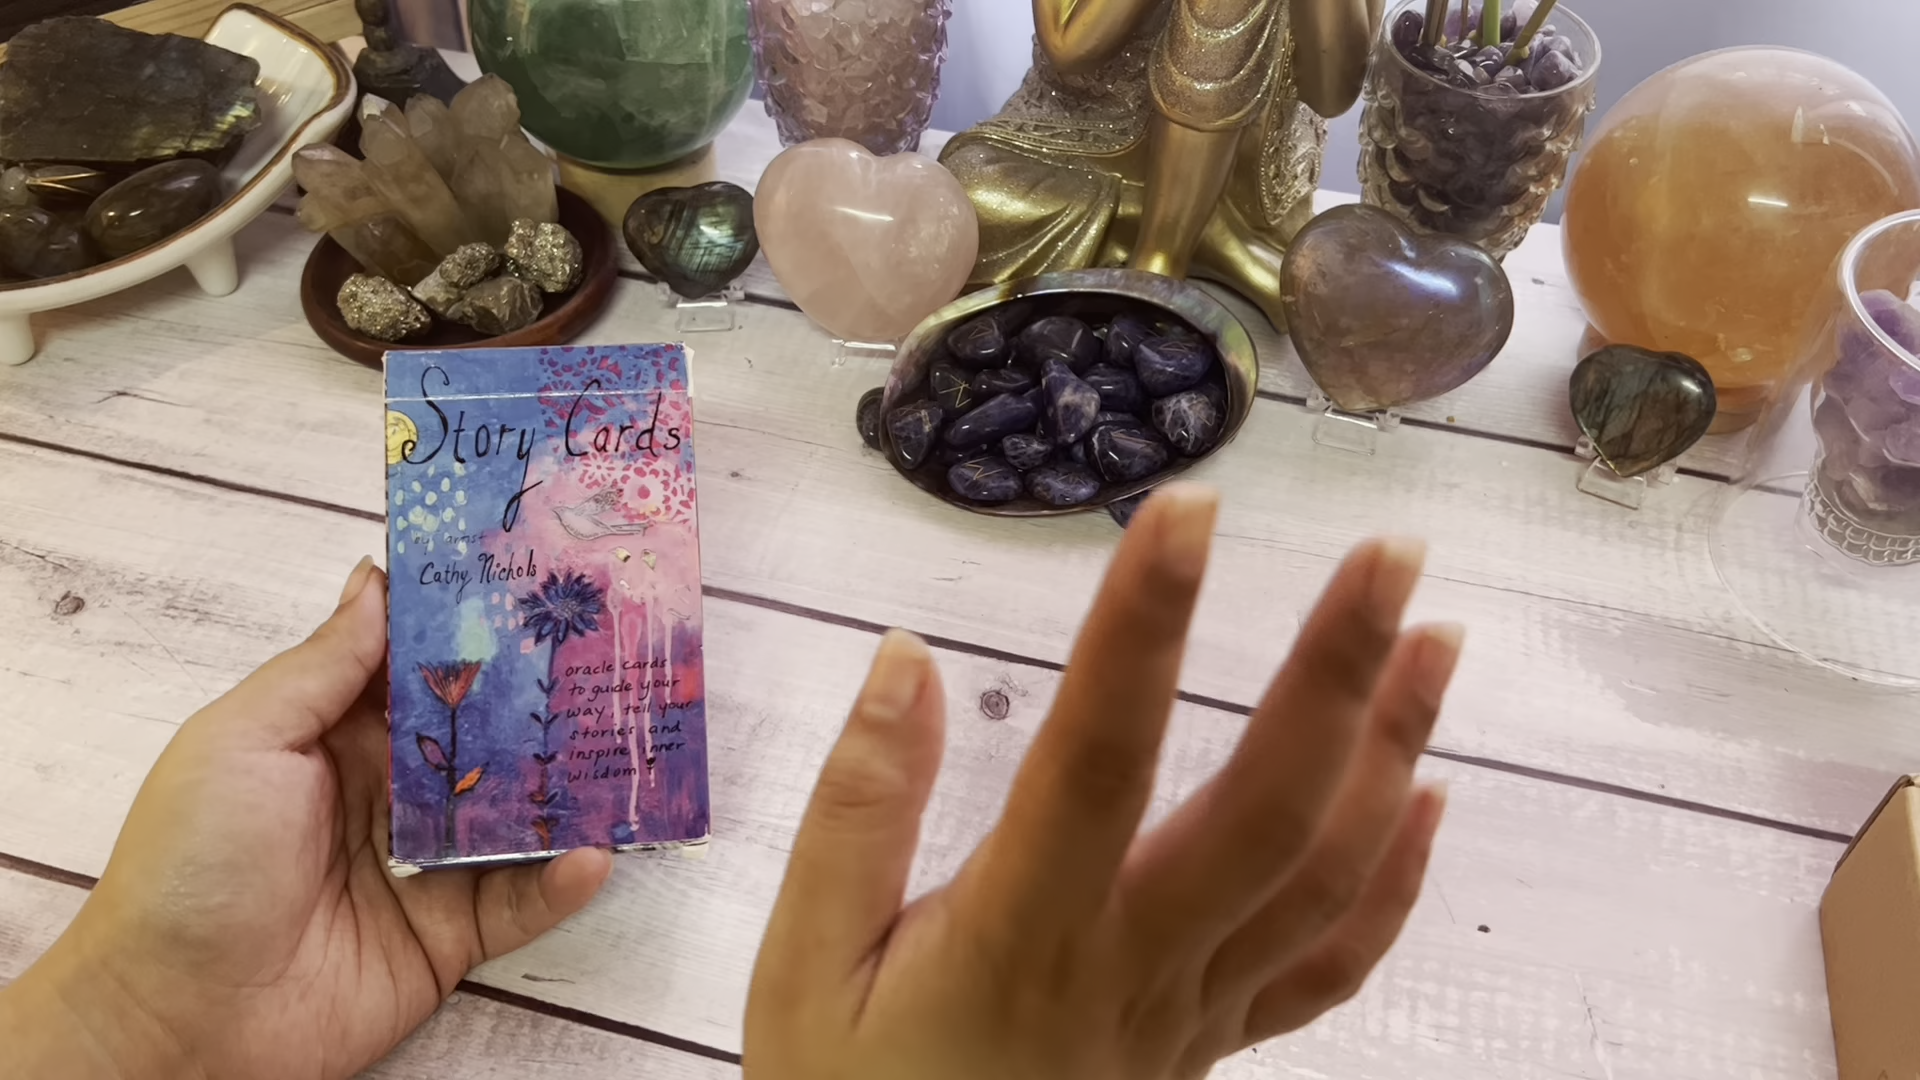 Story Cards
by artist
Cathy Nichols
oracle cards
to guide your
way, tell your
stories and
inspire inner
wisdom